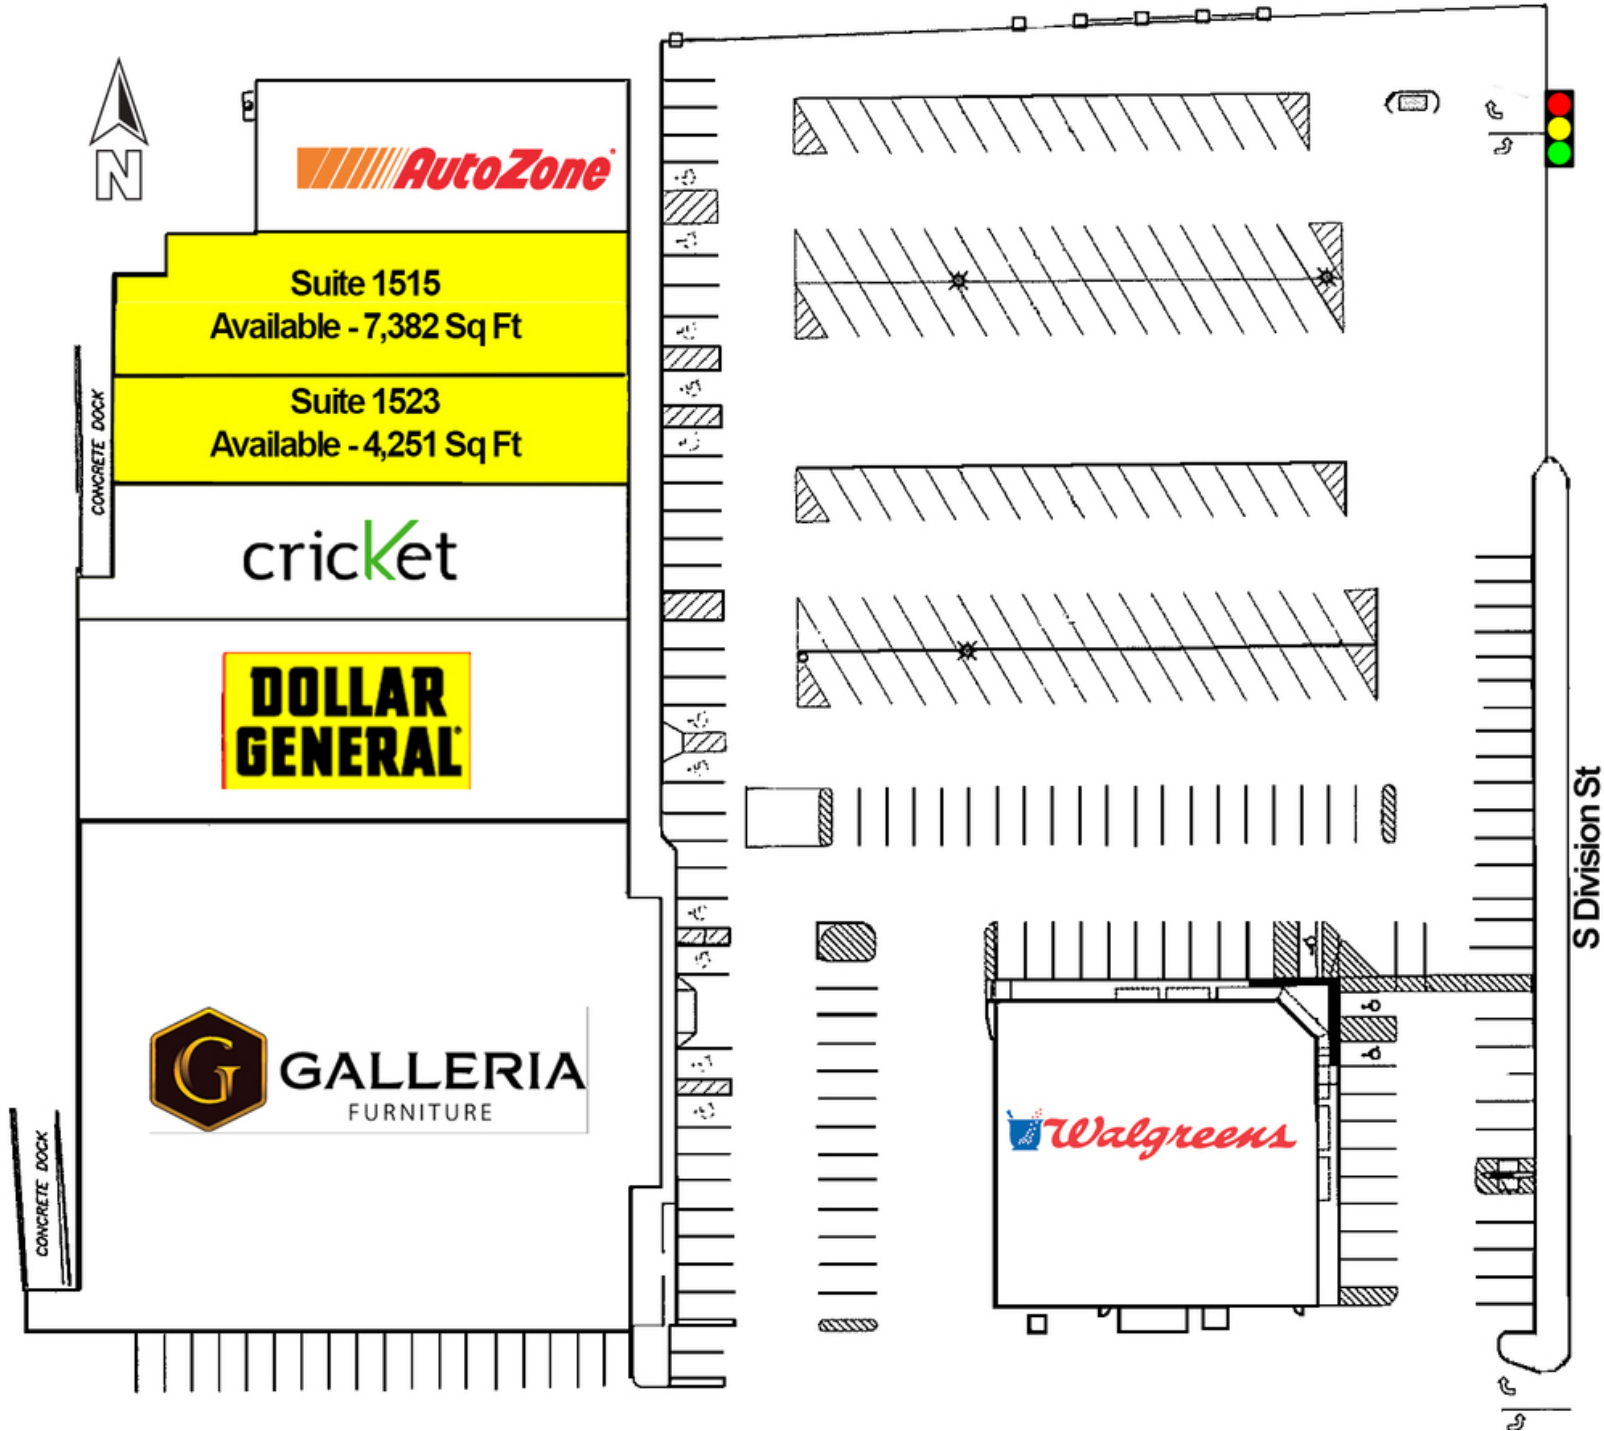 N
AutoZone
Suite 1515
Available - 7,382 Sq Ft
Suite 1523
Available - 4,251 Sq Ft
CONCRETE DOCK
cricket
DOLLAR
GENERAL
S Division St
G GALLERIA
FURNITURE
Walgreens
CONCRETE DOCK